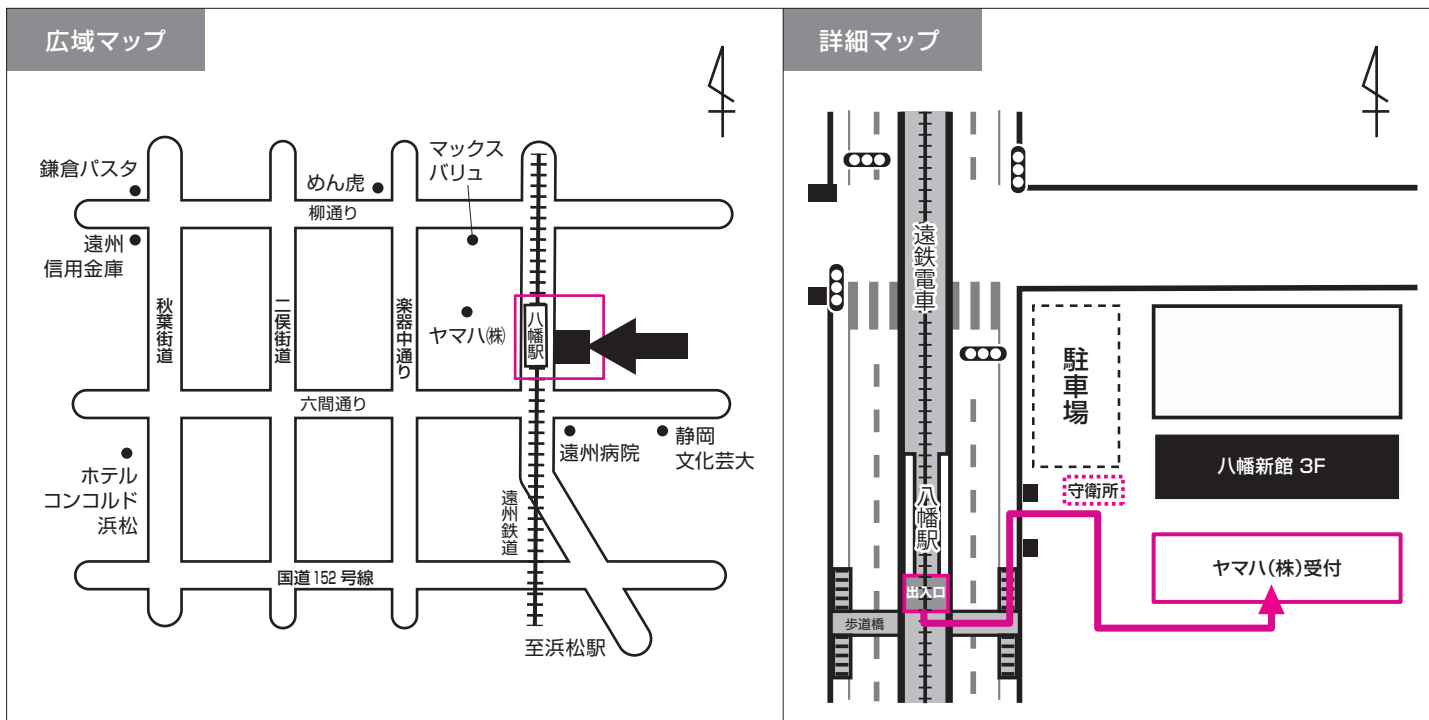 広域マップ
鎌倉パスタ
めん虎
マックス
バリュ
柳通り
遠州
信用金庫
秋葉街道
二俣街道
楽器中通り
ヤマハ㈱
八幡駅
六間通り
遠州病院
静岡
文化芸大
ホテル
コンコルド
浜松
遠州鉄道
国道152号線
至浜松駅
詳細マップ
遠鉄電車
駐車場
八幡新館 3F
守衛所
八幡駅
ヤマハ(株)受付
出入口
歩道橋